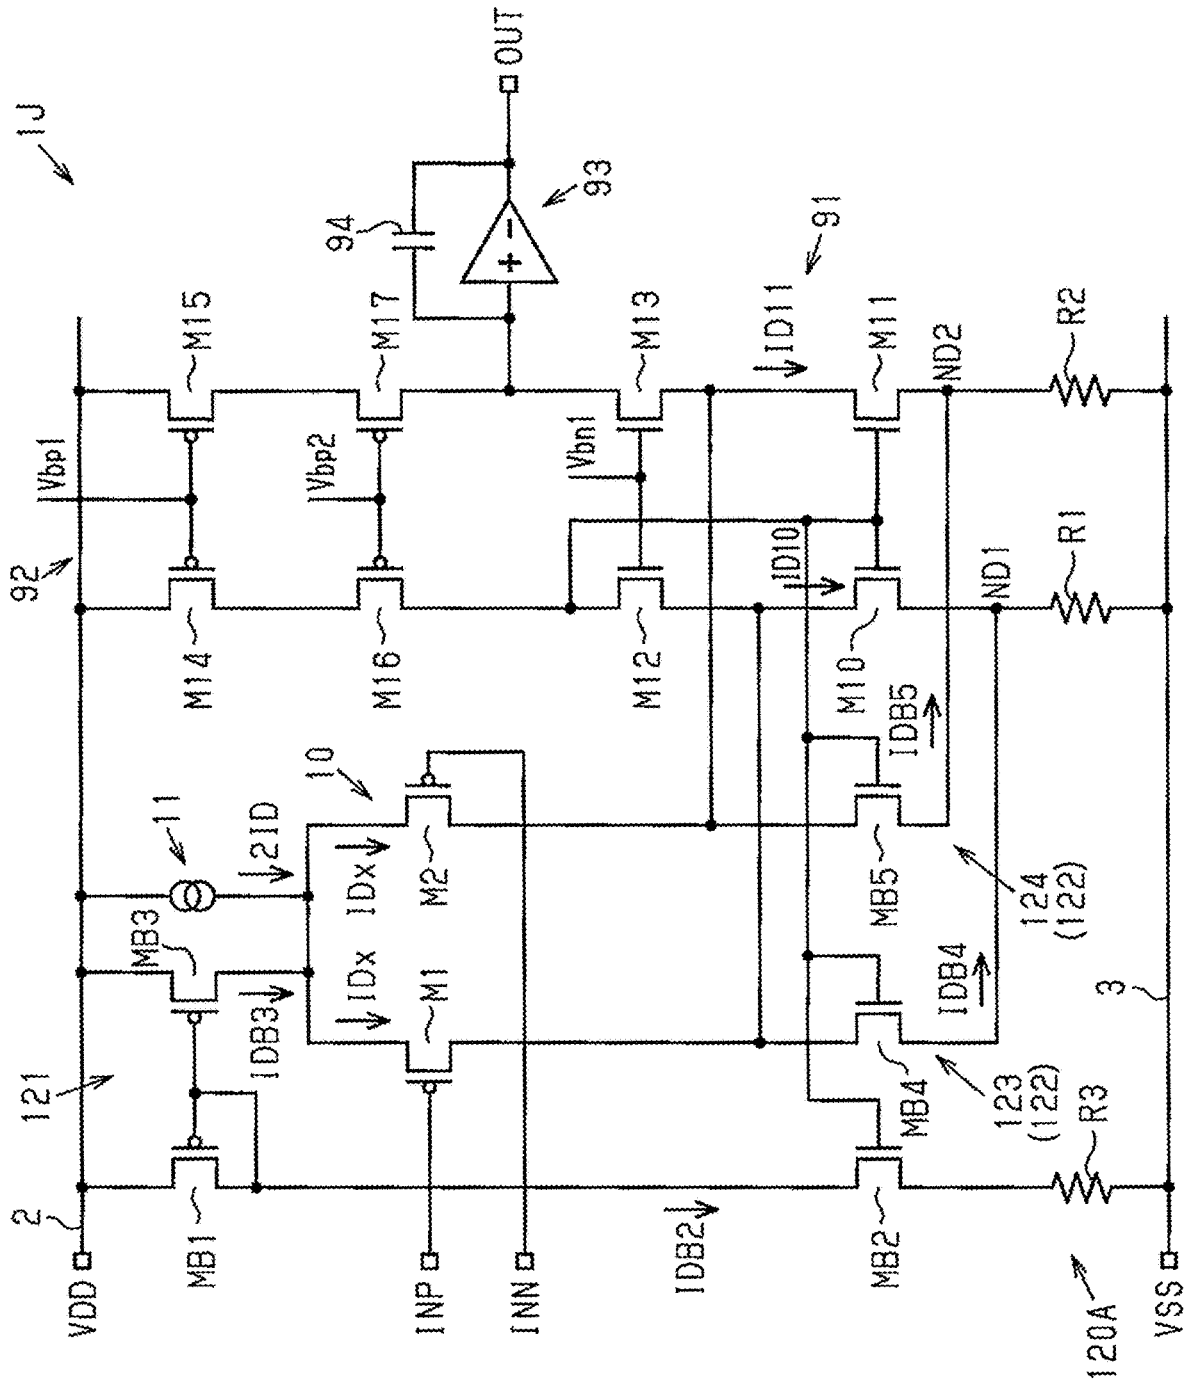 1J
OUT
93
94
91
92
Vbp1
M15
M17
M13
ID11
M11
ND2
R2
Vbp2
Vbn1
ID10
M14
M16
M12
M10
ND1
R1
11
2ID
10
IDx
M2
IDB5
MB5
124
(122)
121
MB3
IDB3
IDx
M1
IDB4
MB4
123
(122)
3
2
MB1
IDB2
MB2
R3
VDD
INP
INN
120A
VSS